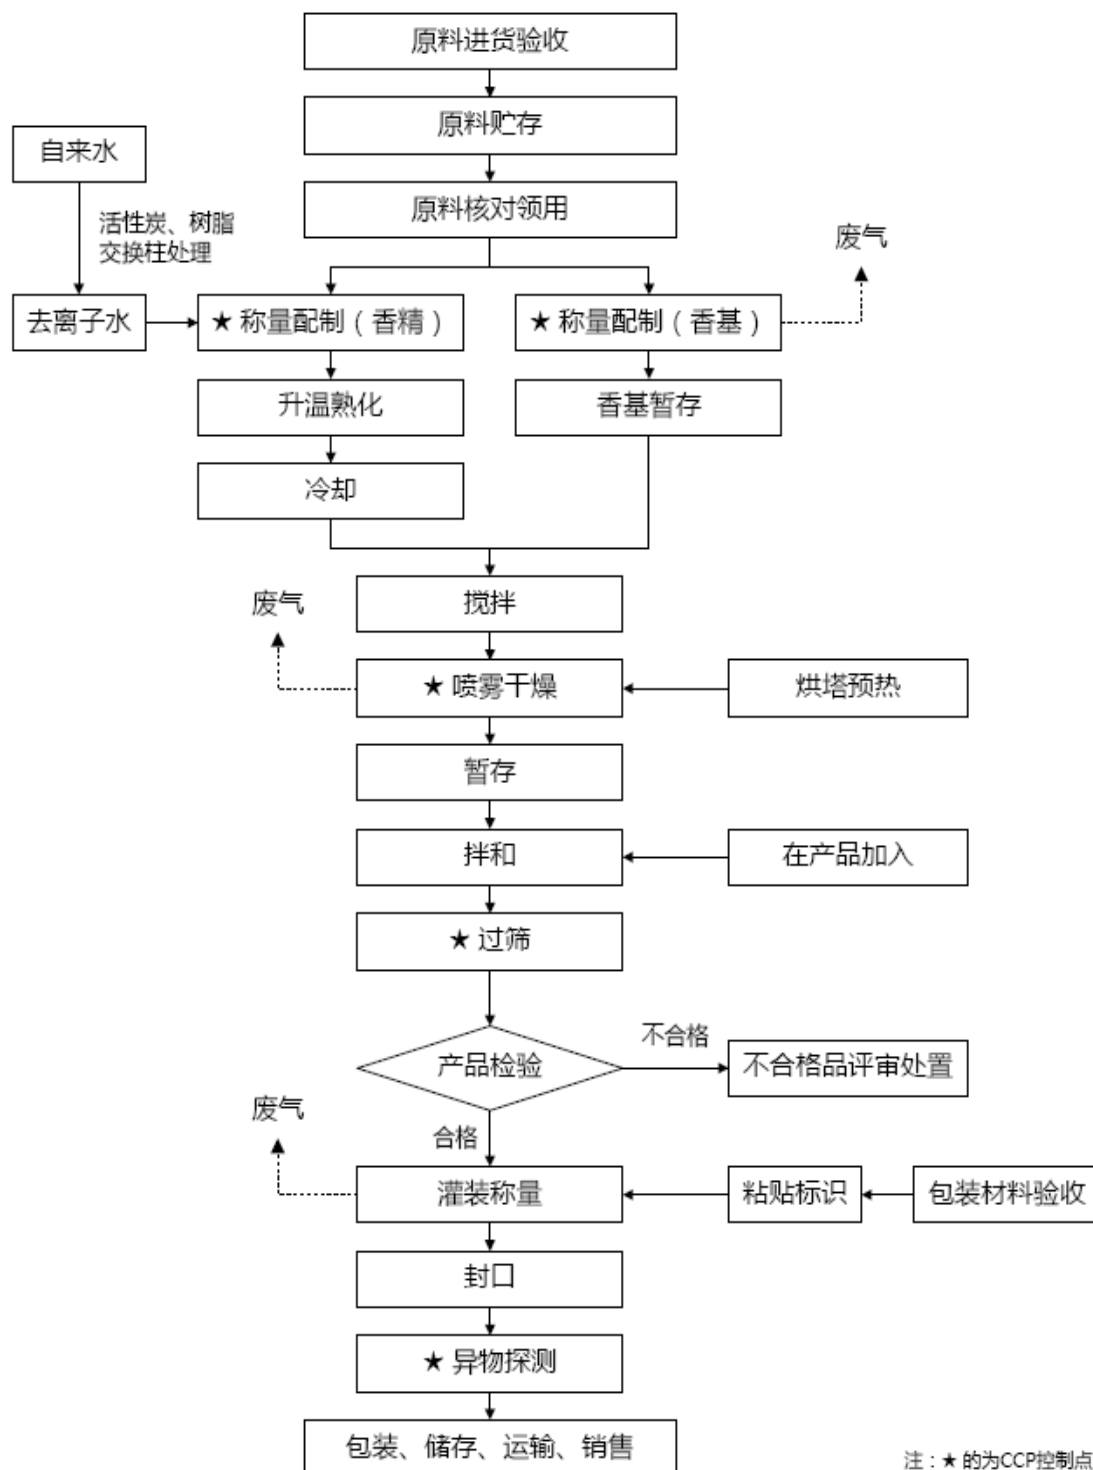 原料进货验收
原料贮存
自来水
原料核对领用
活性炭、树脂
交换柱处理
废气
去离子水
★ 称量配制（香精）
★ 称量配制（香基）
升温熟化
香基暂存
冷却
搅拌
废气
★ 喷雾干燥
烘塔预热
暂存
拌和
在产品加入
★ 过筛
产品检验
不合格
不合格品评审处置
废气
合格
灌装称量
粘贴标识
包装材料验收
封口
★ 异物探测
包装、储存、运输、销售
注：★ 的为CCP控制点